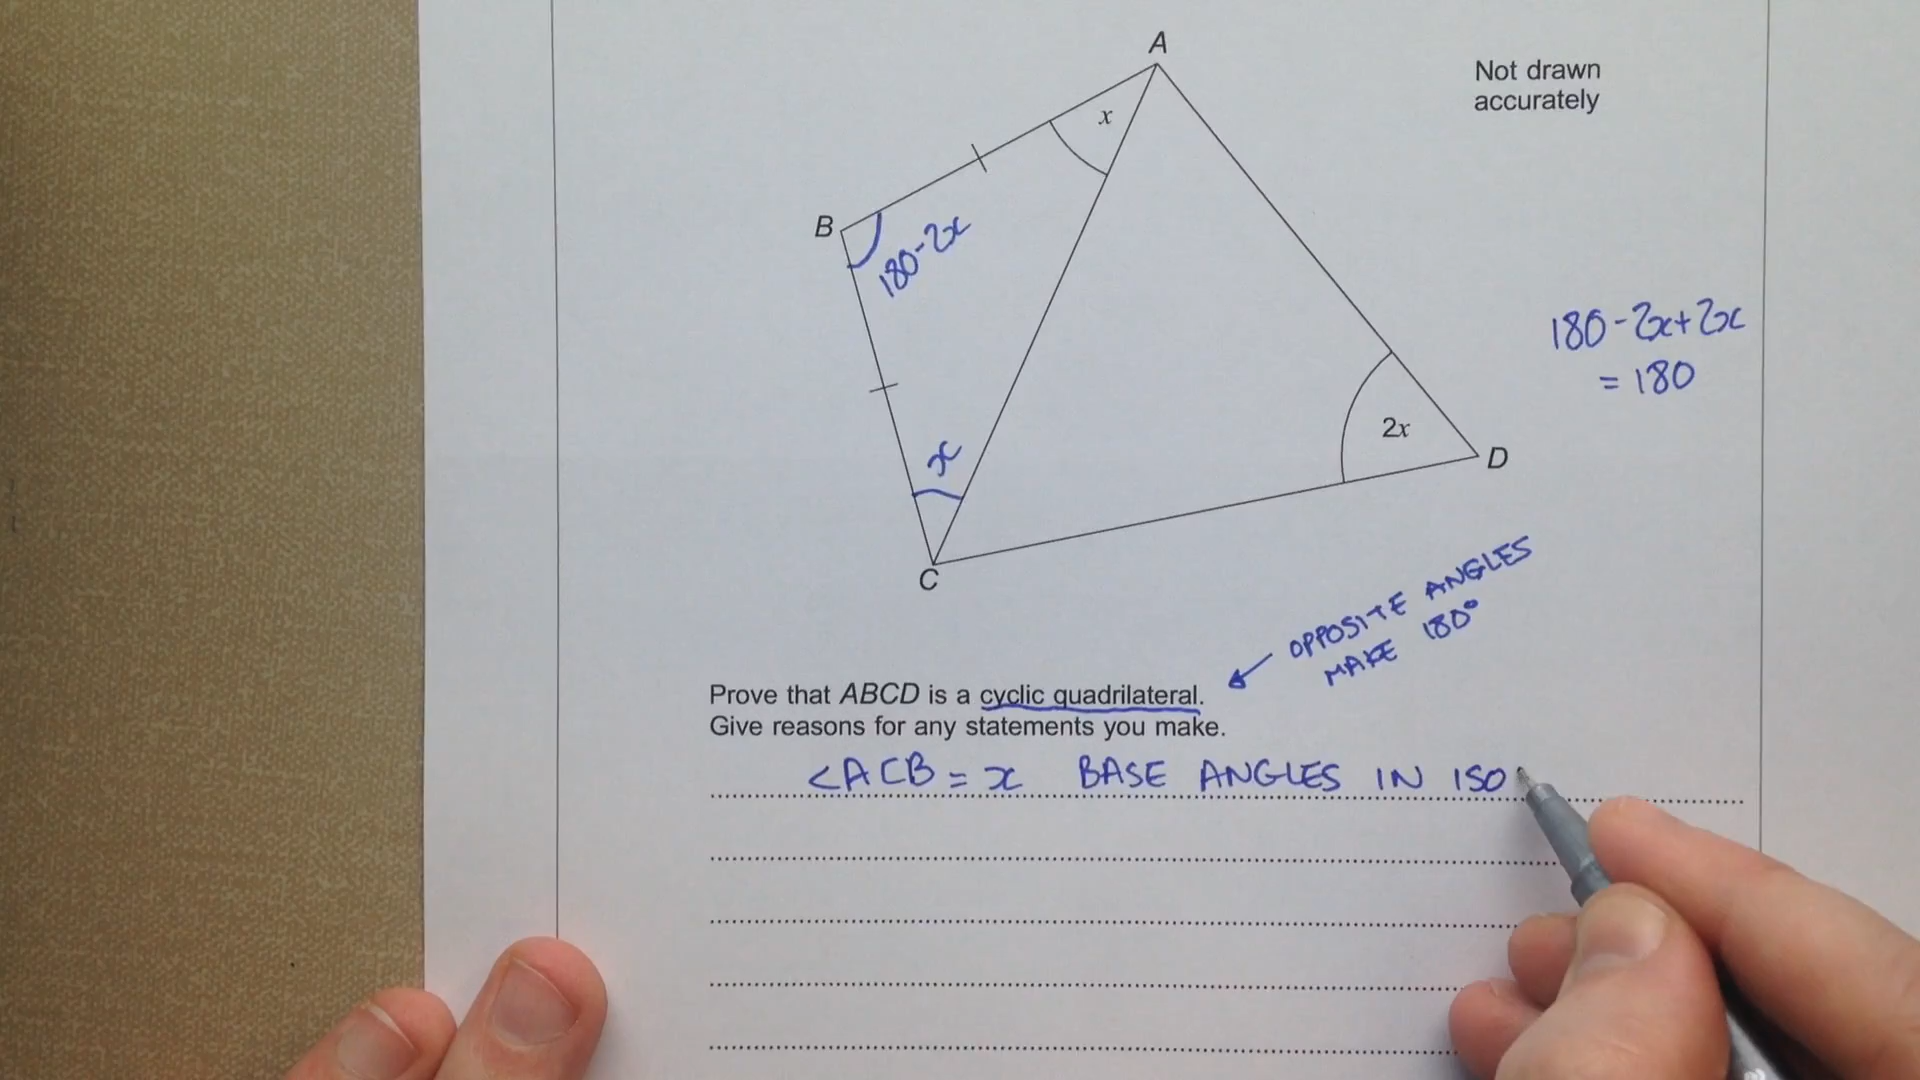 A
Not drawn
accurately
x
B
180-2x
180-2x+2x
= 180
2x
x
D
C
OPPOSITE ANGLES
MAKE 180°
Prove that ABCD is a cyclic quadrilateral.
Give reasons for any statements you make.
<ACB = x BASE ANGLES IN ISO